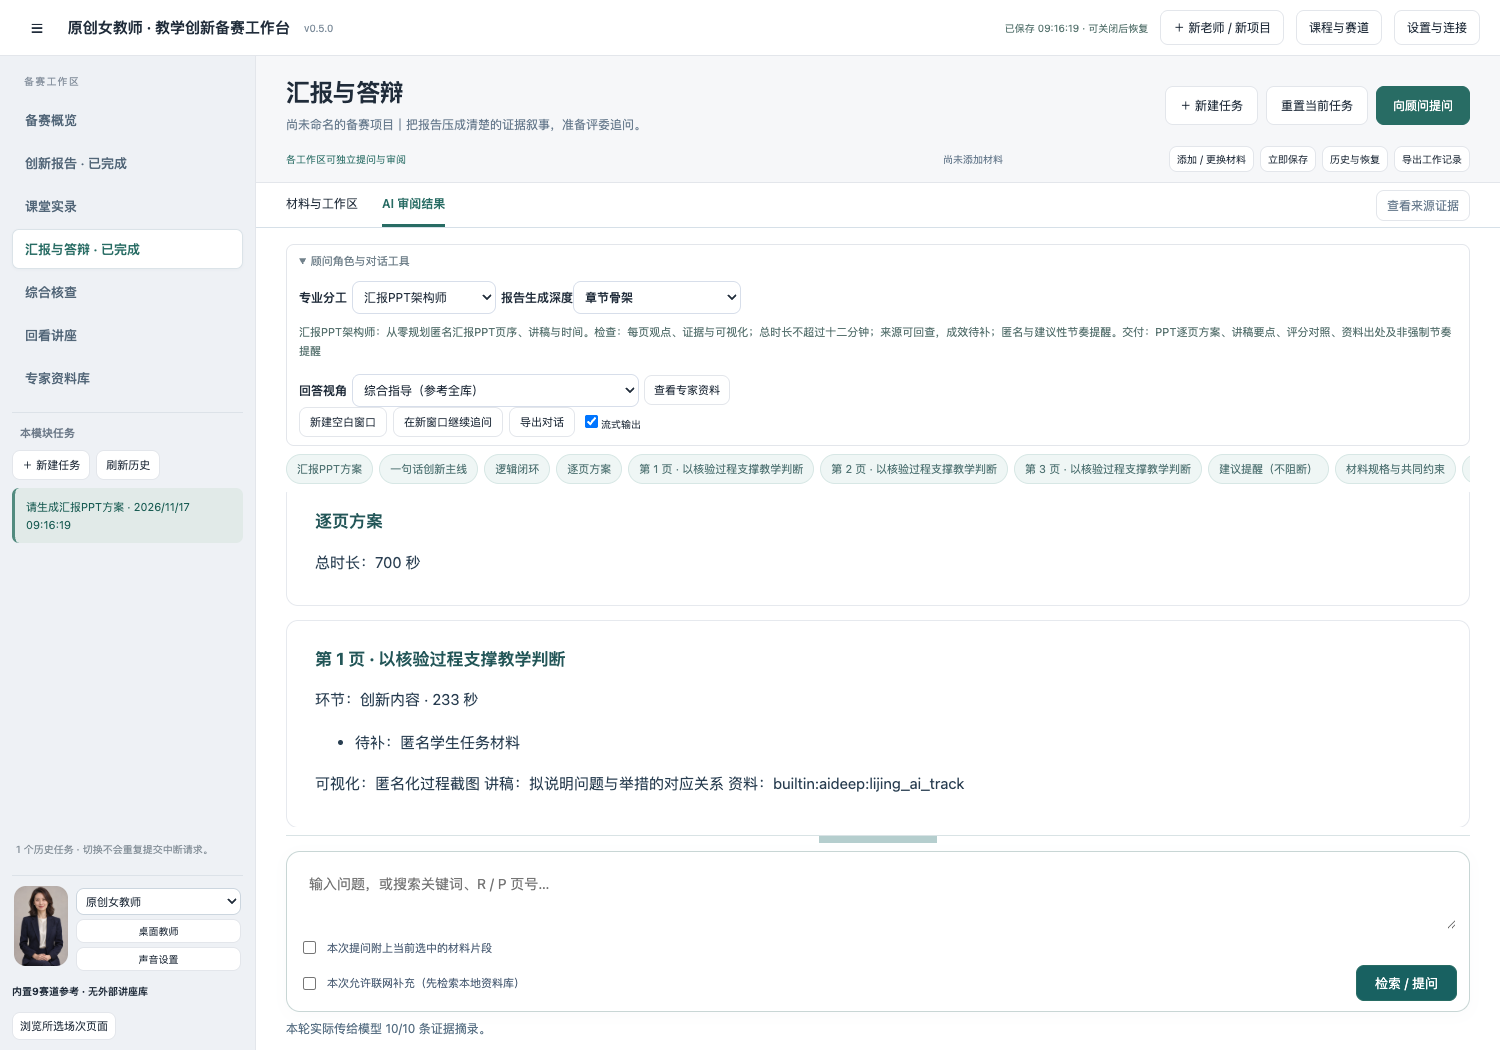 ≡ 原创女教师 · 教学创新备赛工作台 v0.5.0
已保存 09:16:19 · 可关闭后恢复
+ 新老师 / 新项目
课程与赛道
设置与连接
备赛工作区
备赛概览
创新报告 · 已完成
课堂实录
汇报与答辩 · 已完成
综合核查
回看讲座
专家资料库
本模块任务
+ 新建任务
刷新历史
请生成汇报PPT方案 · 2026/11/17
09:16:19
1 个历史任务 · 切换不会重复提交中断请求。
原创女教师
桌面教师
声音设置
内置9赛道参考 · 无外部讲座库
浏览所选场次页面
汇报与答辩
尚未命名的备赛项目 | 把报告压成清楚的证据叙事，准备评委追问。
+ 新建任务
重置当前任务
向顾问提问
各工作区可独立提问与审阅
尚未添加材料
添加 / 更换材料
立即保存
历史与恢复
导出工作记录
材料与工作区
AI 审阅结果
查看来源证据
▼ 顾问角色与对话工具
专业分工 汇报PPT架构师 报告生成深度 章节骨架
汇报PPT架构师：从零规划匿名汇报PPT页序、讲稿与时间。检查：每页观点、证据与可视化；总时长不超过十二分钟；来源可回查，成效待补；匿名与建议性节奏提醒。交付：PPT逐页方案、讲稿要点、评分对照、资料出处及非强制节奏
提醒
回答视角 综合指导（参考全库） 查看专家资料
新建空白窗口
在新窗口继续追问
导出对话
流式输出
汇报PPT方案
一句话创新主线
逻辑闭环
逐页方案
第 1 页 · 以核验过程支撑教学判断
第 2 页 · 以核验过程支撑教学判断
第 3 页 · 以核验过程支撑教学判断
建议提醒（不阻断）
材料规格与共同约束
逐页方案
总时长：700 秒
第 1 页 · 以核验过程支撑教学判断
环节：创新内容 · 233 秒
• 待补：匿名学生任务材料
可视化：匿名化过程截图 讲稿：拟说明问题与举措的对应关系 资料：builtin:aideep:lijing_ai_track
输入问题，或搜索关键词、R / P 页号...
本次提问附上当前选中的材料片段
本次允许联网补充（先检索本地资料库）
检索 / 提问
本轮实际传给模型 10/10 条证据摘录。